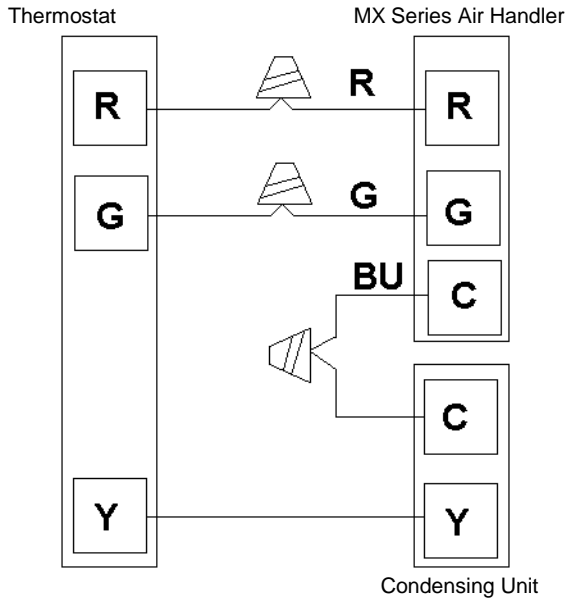 Thermostat MX Series Air Handler
R R R
G G G
BU C
C
Y Y
Condensing Unit